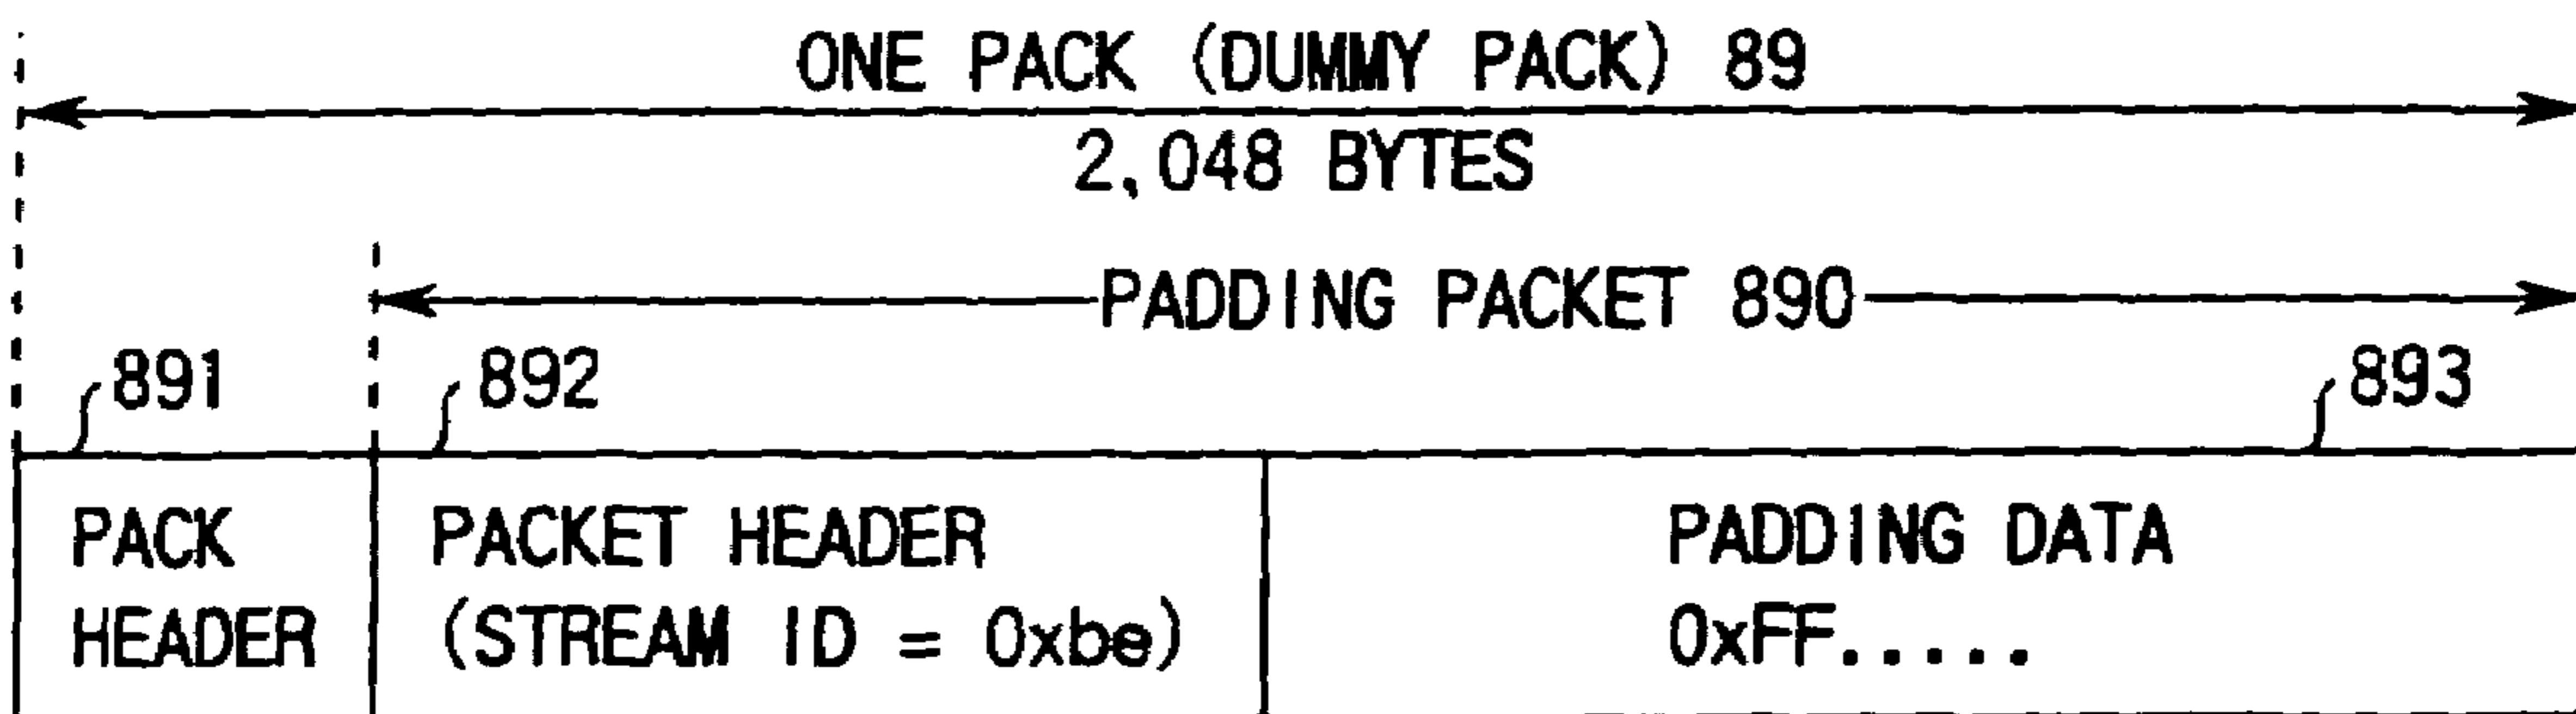 ONE PACK (DUMMY PACK) 89
2,048 BYTES
PADDING PACKET 890
891
892
893
PACK
HEADER
PACKET HEADER
(STREAM ID = 0xbe)
PADDING DATA
0xFF.....